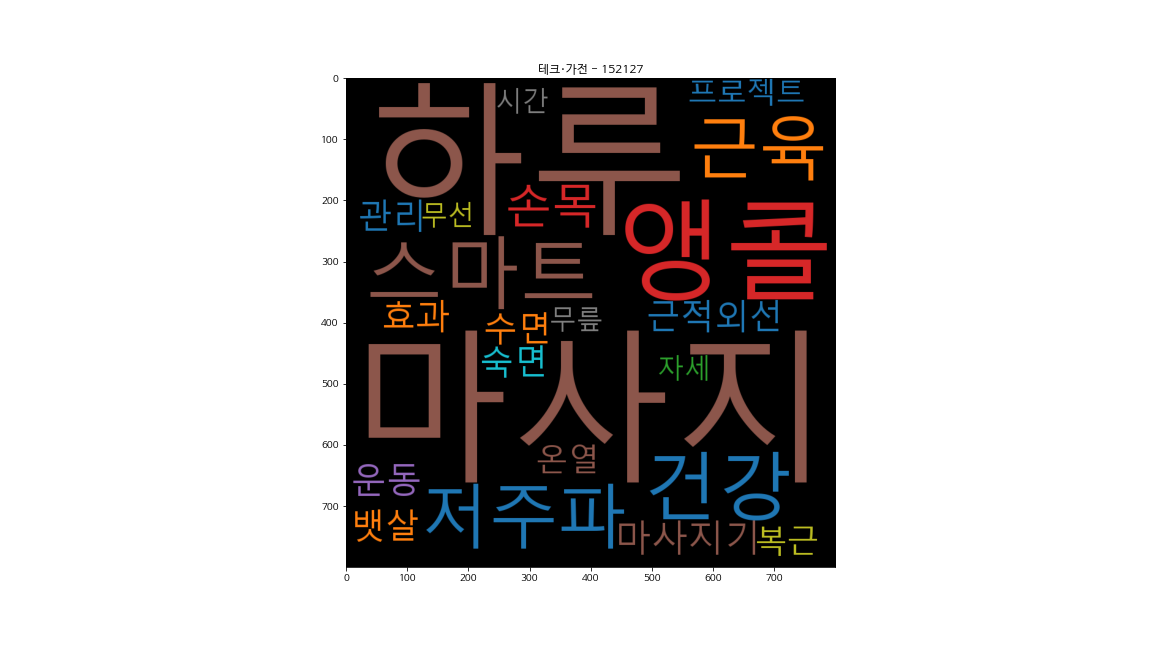 테크·가전 - 152127
0
100
200
300
400
500
600
700
시간
프로젝트
하루
근육
관리
무선
손목
앵콜
스마트
효과
수면
무릎
근적외선
숙면
자세
마사지
온열
운동
저주파
건강
뱃살
마사지기
복근
0 100 200 300 400 500 600 700